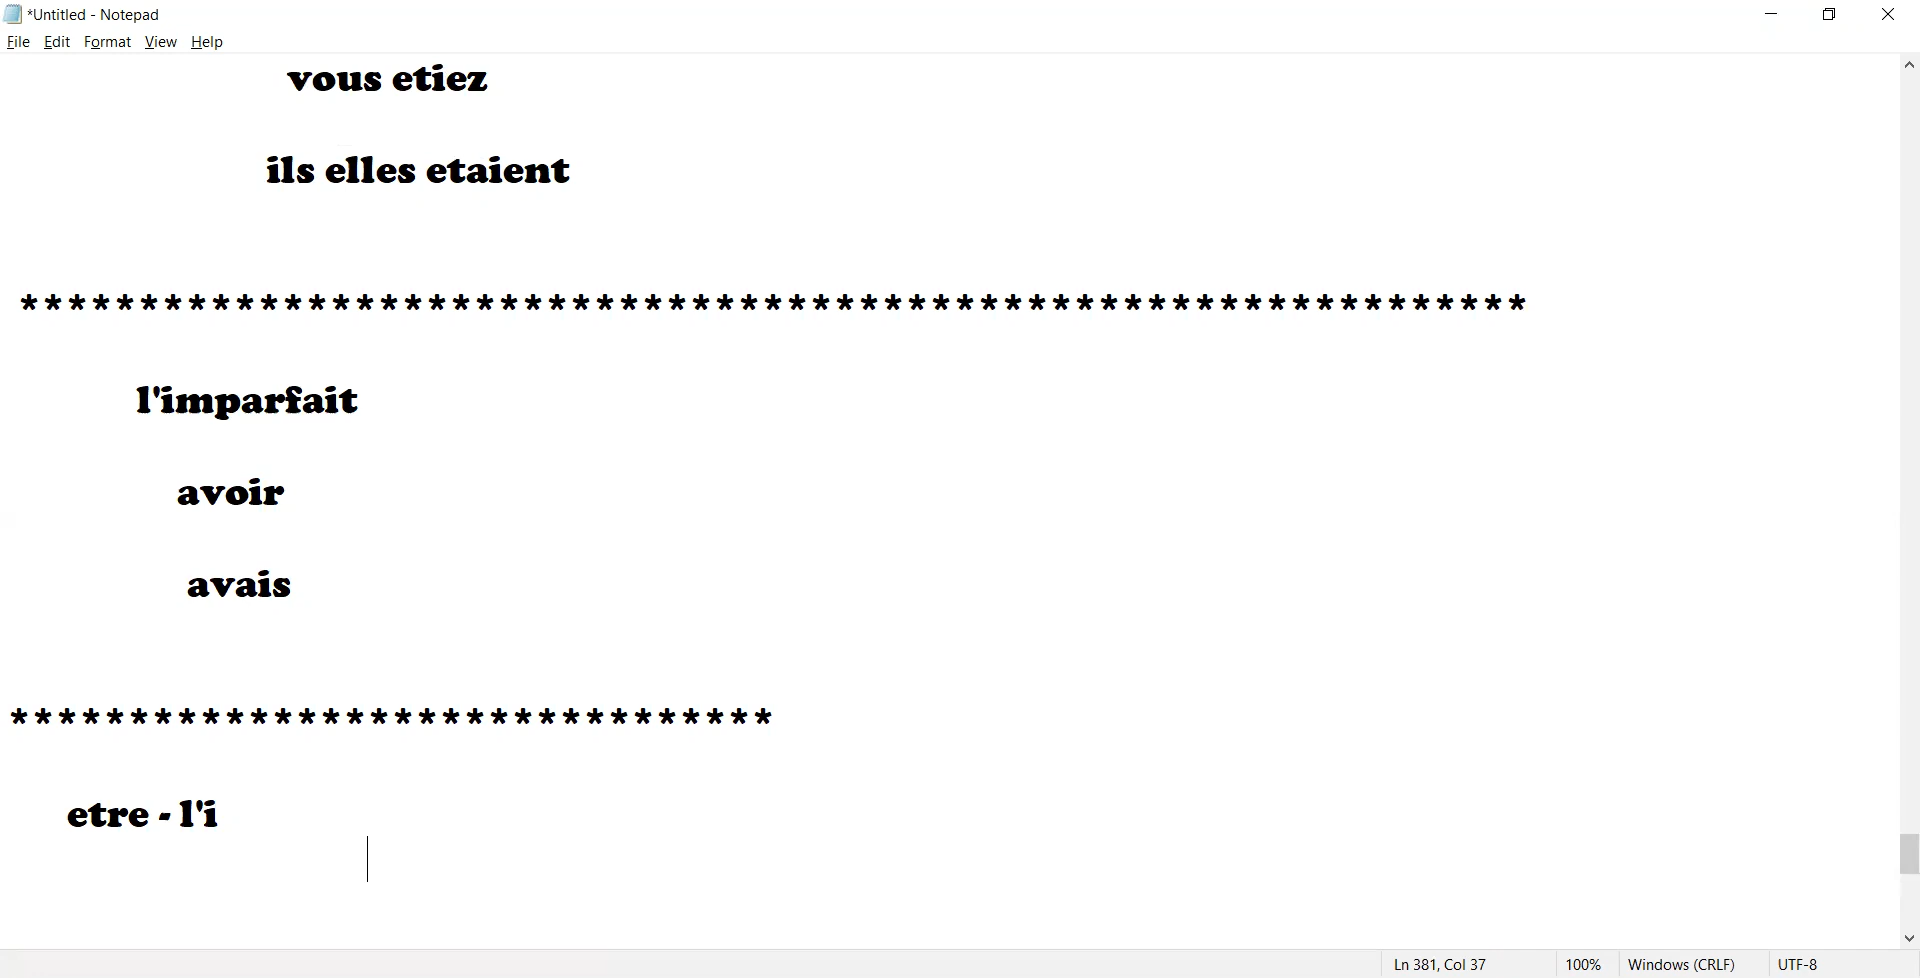 *Untitled - Notepad
File Edit Format View Help
vous etiez
ils elles etaient
***************************************************************
l'imparfait
avoir
avais
********************************
etre - l'i
Ln 381, Col 37 100% Windows (CRLF) UTF-8